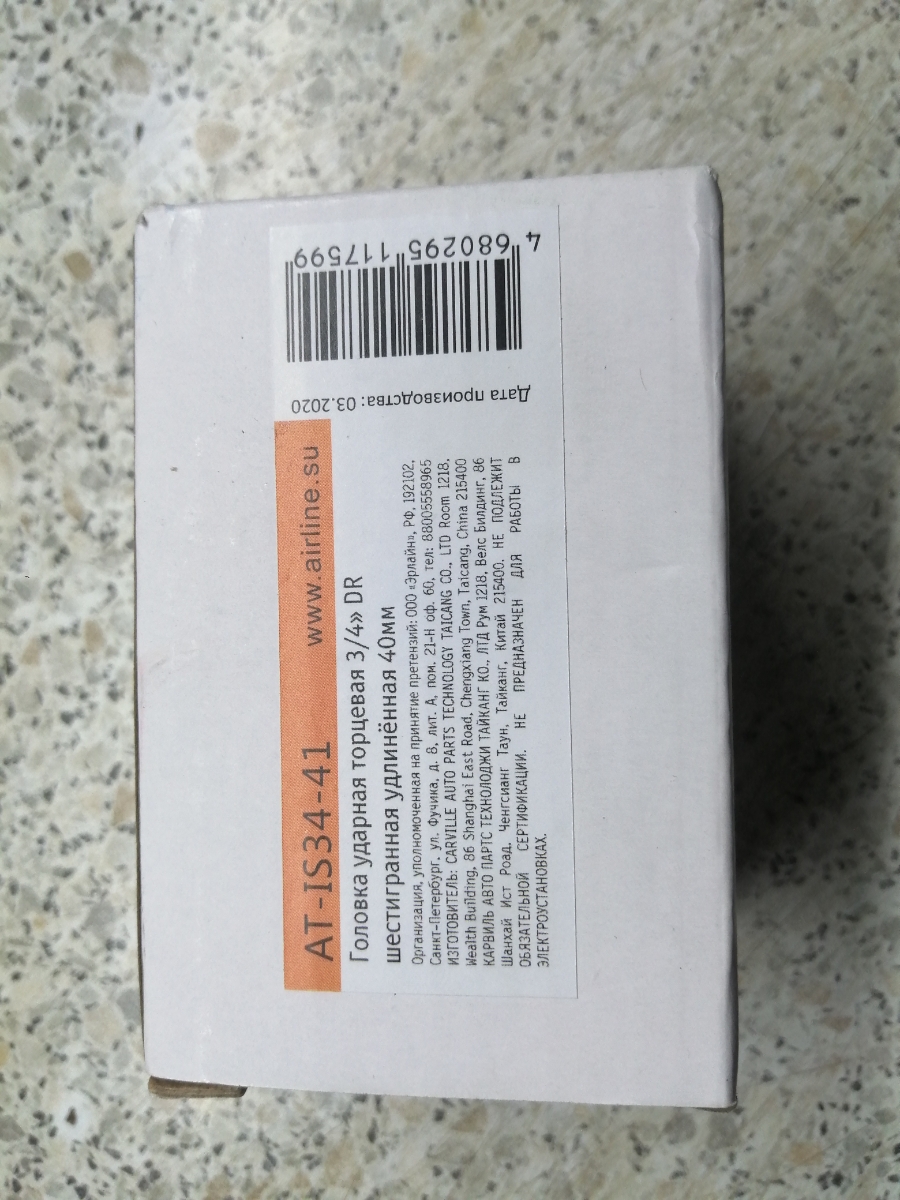 AT-IS34-41 www.airline.su
Головка ударная торцевая 3/4» DR
шестигранная удлинённая 40мм
Организация, уполномоченная на принятие претензий: ООО «Эрлайн», РФ, 192102,
Санкт-Петербург, ул. Фучика, д. 8, лит. А, пом. 21-Н оф. 60, тел: 88005558965
ИЗГОТОВИТЕЛЬ: CARVILLE AUTO PARTS TECHNOLOGY TAICANG CO., LTD Room 1218,
Wealth Building, 86 Shanghai East Road, Chengxiang Town, Taicang, China 215400
КАРВИЛЬ АВТО ПАРТС ТЕХНОЛОДЖИ ТАЙКАНГ КО., ЛТД Рум 1218, Велс Билдинг, 86
Шанхай Ист Роад, Ченгсианг Таун, Тайканг, Китай 215400. НЕ ПОДЛЕЖИТ
ОБЯЗАТЕЛЬНОЙ СЕРТИФИКАЦИИ. НЕ ПРЕДНАЗНАЧЕН ДЛЯ РАБОТЫ В
ЭЛЕКТРОУСТАНОВКАХ.
Дата производства: 03.2020
4 680295 117599